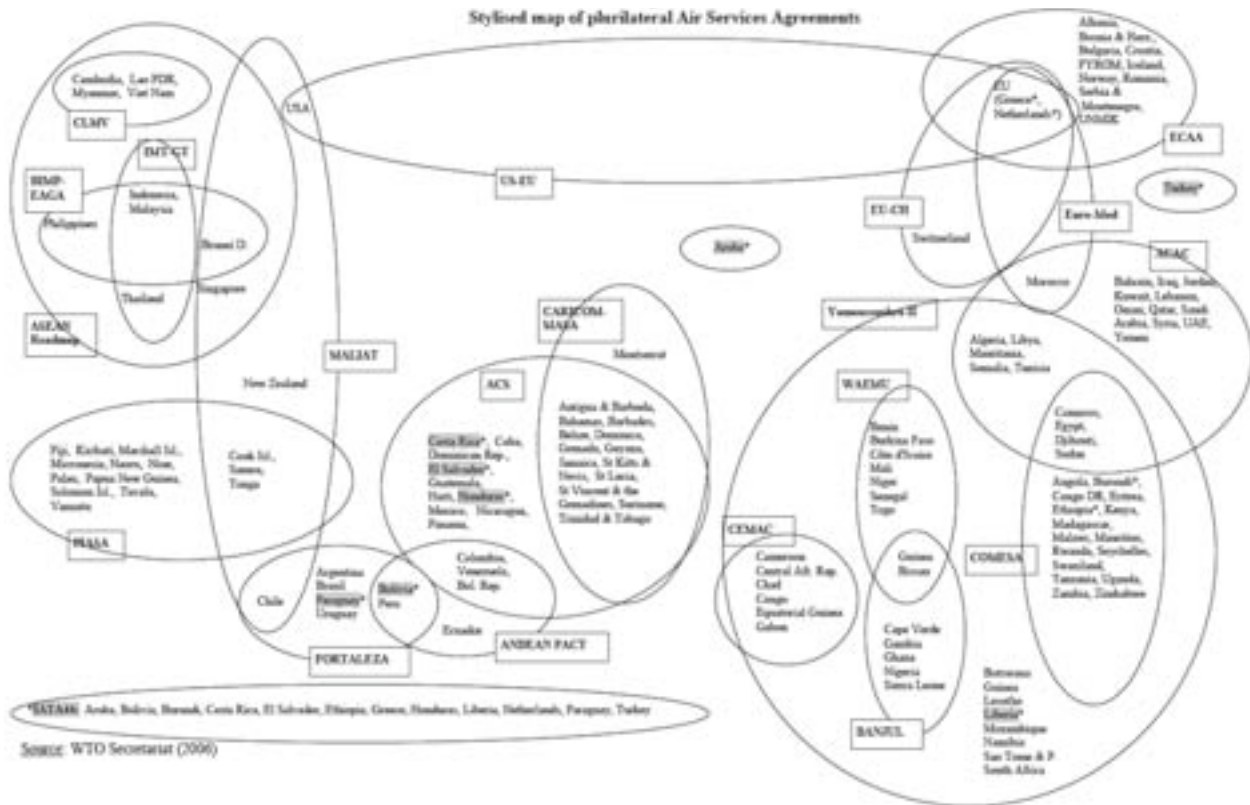 Stylised map of plurilateral Air Services Agreements
Cambodia, Lao PDR,
Myanmar, Viet Nam
CLMV
IMT-GT
BIMP-
EAGA
Indonesia,
Malaysia
Philippines
Brunei D.
Singapore
Thailand
ASEAN
Roadmap
USA
US-EU
MALIAT
New Zealand
Fiji, Kiribati, Marshall Isl.,
Micronesia, Nauru, Niue,
Palau, Papua New Guinea,
Solomon Isl., Tuvalu,
Vanuatu
Cook Isl.,
Samoa,
Tonga
PIASA
Chile
Argentina
Brazil
Paraguay*
Uruguay
Bolivia*
Peru
Ecuador
FORTALEZA
ANDEAN PACT
Colombia,
Venezuela,
Bol. Rep.
ACS
Costa Rica*, Cuba,
Dominican Rep.,
El Salvador*,
Guatemala,
Haiti, Honduras*,
Mexico, Nicaragua,
Panama,
CARICOM-
MASA
Montserrat
Antigua & Barbuda,
Bahamas, Barbados,
Belize, Dominica,
Grenada, Guyana,
Jamaica, St Kitts &
Nevis, St Lucia,
St Vincent & the
Grenadines, Suriname,
Trinidad & Tobago
Aruba*
EU
(Greece*,
Netherlands*)
Albania,
Bosnia & Herz.,
Bulgaria, Croatia,
FYROM, Iceland,
Norway, Romania,
Serbia &
Montenegro,
UNMIK
ECAA
Turkey*
EU-CH
Switzerland
Euro-Med
Morocco
Bahrain, Iraq, Jordan,
Kuwait, Lebanon,
Oman, Qatar, Saudi
Arabia, Syria, UAE,
Yemen
Yamoussoukro II
Algeria, Libya,
Mauritania,
Somalia, Tunisia
WAEMU
Benin
Burkina Faso
Côte d'Ivoire
Mali
Niger
Senegal
Togo
Comoros,
Egypt,
Djibouti,
Sudan
Angola, Burundi*,
Congo DR, Eritrea,
Ethiopia*, Kenya,
Madagascar,
Malawi, Mauritius,
Rwanda, Seychelles,
Swaziland,
Tanzania, Uganda,
Zambia, Zimbabwe
COMESA
CEMAC
Cameroon
Central Afr. Rep.
Chad
Congo
Equatorial Guinea
Gabon
Guinea
Bissau
Cape Verde
Gambia
Ghana
Nigeria
Sierra Leone
BANJUL
Botswana
Guinea
Lesotho
Liberia*
Mozambique
Namibia
Sao Tome & P.
South Africa
Aruba, Bolivia, Burundi, Costa Rica, El Salvador, Ethiopia, Greece, Honduras, Liberia, Netherlands, Paraguay, Turkey
Source: WTO Secretariat (2006)